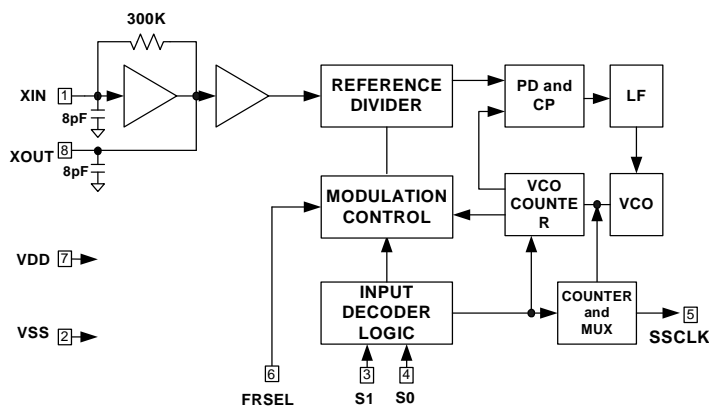 300K
XIN 1
8pF
XOUT 8
8pF
REFERENCE
DIVIDER
PD and
CP
LF
MODULATION
CONTROL
VCO
COUNTE
R
VCO
VDD 7
VSS 2
INPUT
DECODER
LOGIC
COUNTER
and
MUX
5
SSCLK
6
FRSEL
3
S1
4
S0